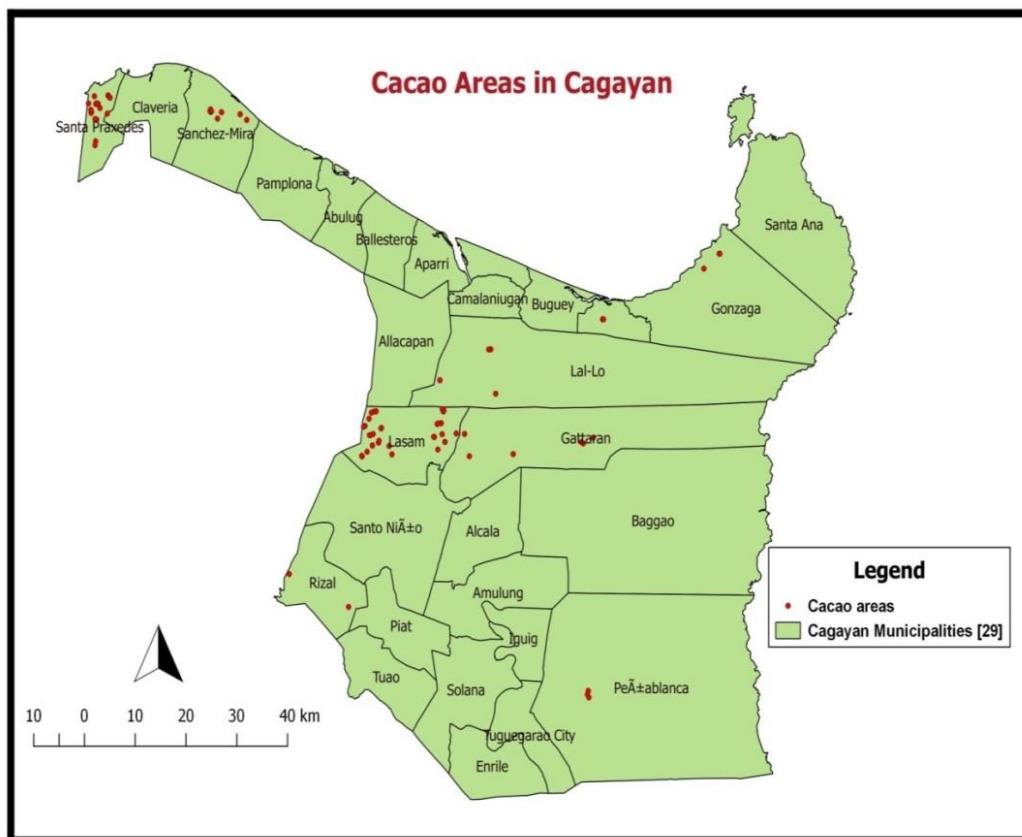 Cacao Areas in Cagayan
Claveria
Santa Praxedes
Sanchez-Mira
Pamplona
Abulug
Ballesteros
Aparri
Santa Ana
Camalaniugan
Buguey
Gonzaga
Allacapan
Lal-Lo
Lasam
Gattaran
Santo NiÃ±o
Alcala
Baggao
Rizal
Amulung
Piat
Iguig
Tuao
Solana
PeÃ±ablanca
Tuguegarao City
Enrile
Legend
Cacao areas
Cagayan Municipalities [29]
10 0 10 20 30 40 km